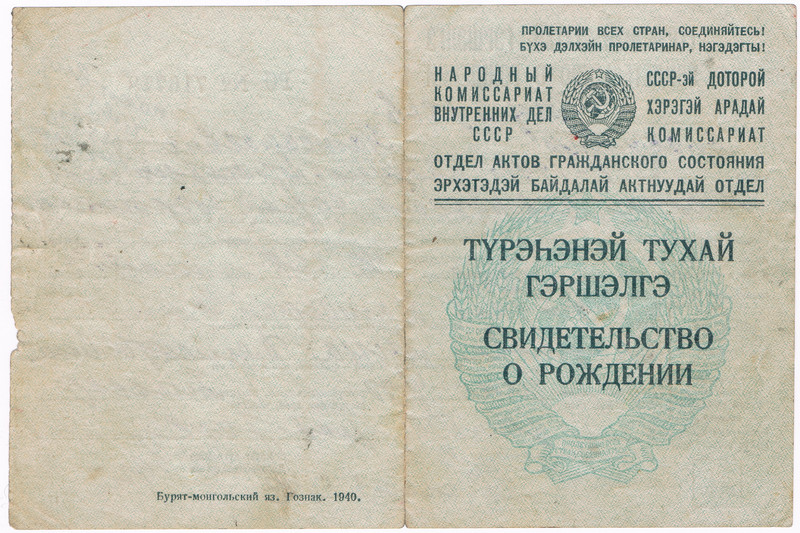 ПРОЛЕТАРИИ ВСЕХ СТРАН, СОЕДИНЯЙТЕСЬ!
БҮХЭ ДЭЛХЭЙН ПРОЛЕТАРИНАР, НЭГЭДЭГТЫ!
НАРОДНЫЙ
КОМИССАРИАТ
ВНУТРЕННИХ ДЕЛ
СССР
СССР-эй ДОТОРОЙ
ХЭРЭГЭЙ АРАДАЙ
КОМИССАРИАТ
ОТДЕЛ АКТОВ ГРАЖДАНСКОГО СОСТОЯНИЯ
ЭРХЭТЭДЭЙ БАЙДАЛАЙ АКТНУУДАЙ ОТДЕЛ
ТҮРЭҺЭНЭЙ ТУХАЙ
ГЭРШЭЛГЭ
СВИДЕТЕЛЬСТВО
О РОЖДЕНИИ
Бурят-монгольский яз. Гознак. 1940.